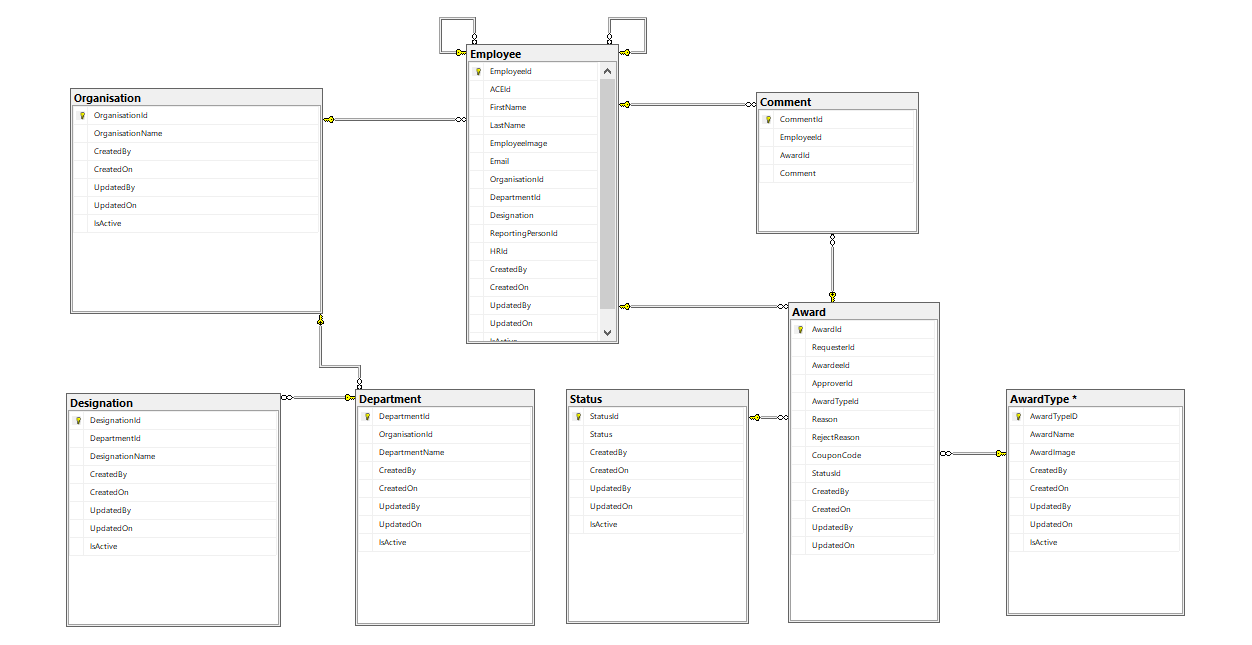 Employee
EmployeeId
ACEId
FirstName
LastName
EmployeeImage
Email
OrganisationId
DepartmentId
Designation
ReportingPersonId
HRId
CreatedBy
CreatedOn
UpdatedBy
UpdatedOn
IsActive
Organisation
OrganisationId
OrganisationName
CreatedBy
CreatedOn
UpdatedBy
UpdatedOn
IsActive
Comment
CommentId
EmployeeId
AwardId
Comment
Designation
DesignationId
DepartmentId
DesignationName
CreatedBy
CreatedOn
UpdatedBy
UpdatedOn
IsActive
Department
DepartmentId
OrganisationId
DepartmentName
CreatedBy
CreatedOn
UpdatedBy
UpdatedOn
IsActive
Status
StatusId
Status
CreatedBy
CreatedOn
UpdatedBy
UpdatedOn
IsActive
Award
AwardId
RequesterId
AwardeeId
ApproverId
AwardTypeId
Reason
RejectReason
CouponCode
StatusId
CreatedBy
CreatedOn
UpdatedBy
UpdatedOn
AwardType *
AwardTypeID
AwardName
AwardImage
CreatedBy
CreatedOn
UpdatedBy
UpdatedOn
IsActive